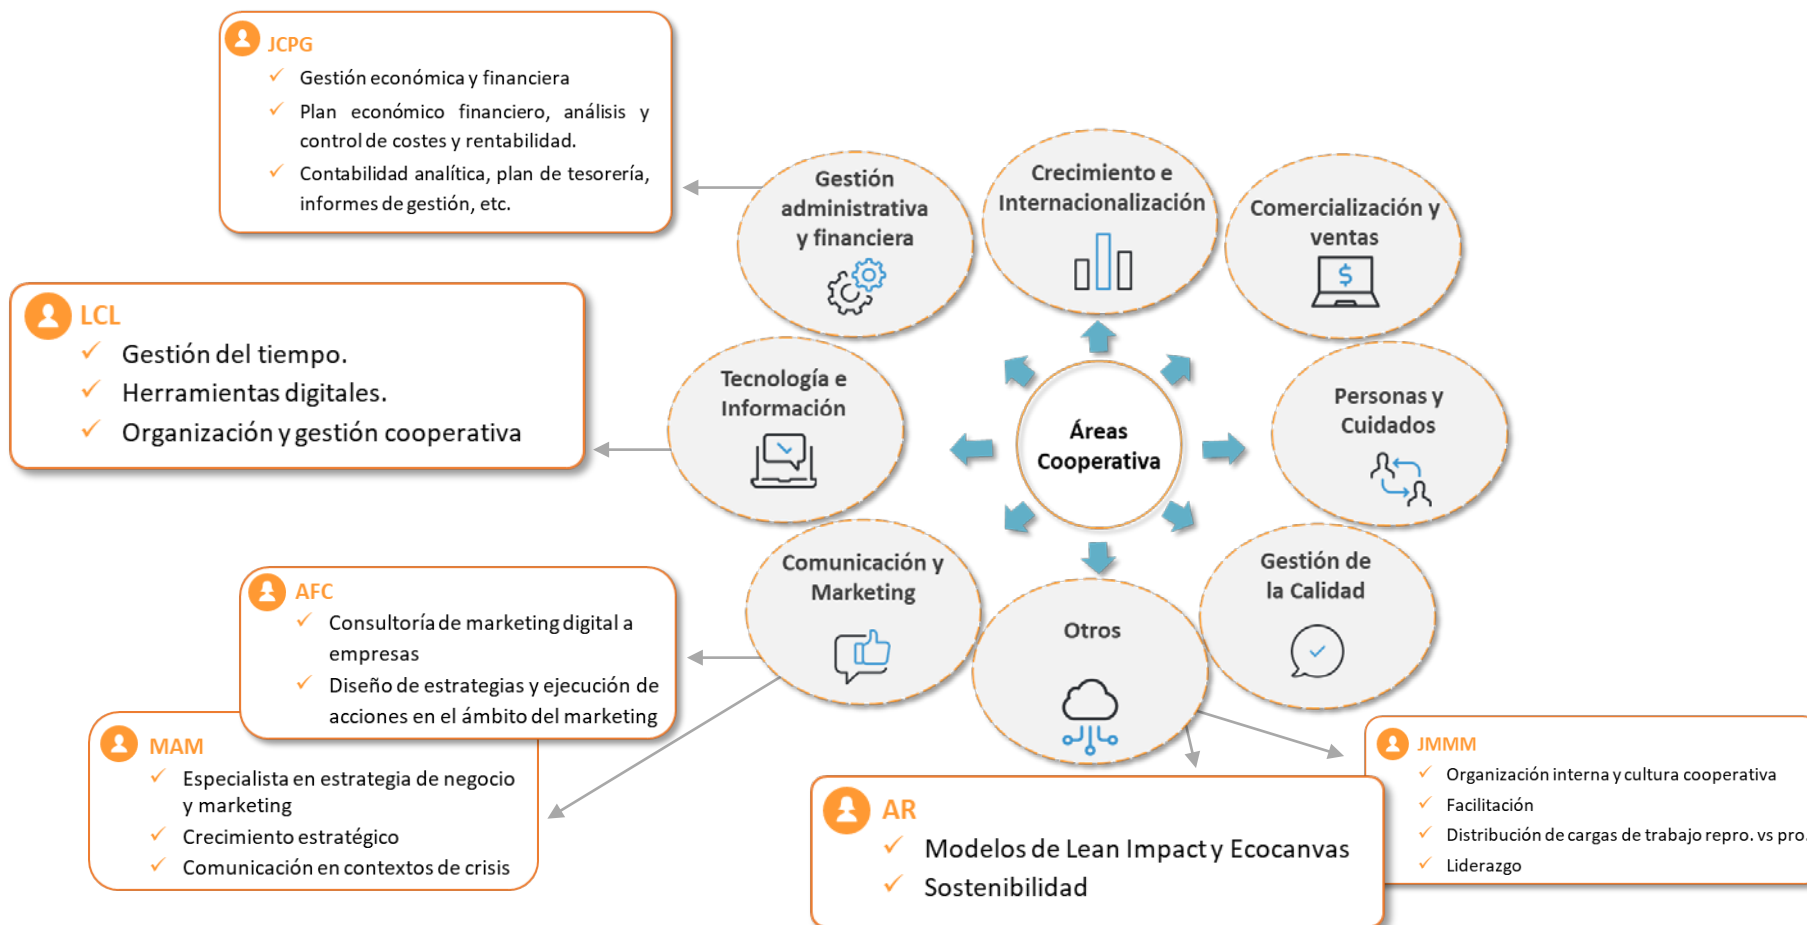 JCPG
Gestión económica y financiera
Plan económico financiero, análisis y
control de costes y rentabilidad.
Contabilidad analítica, plan de tesorería,
informes de gestión, etc.
LCL
Gestión del tiempo.
Herramientas digitales.
Organización y gestión cooperativa
AFC
Consultoría de marketing digital a
empresas
Diseño de estrategias y ejecución de
acciones en el ámbito del marketing
MAM
Especialista en estrategia de negocio
y marketing
Crecimiento estratégico
Comunicación en contextos de crisis
Gestión
administrativa
y financiera
Crecimiento e
Internacionalización
Comercialización y
ventas
$
Tecnología e
Información
Áreas
Cooperativa
Personas y
Cuidados
Comunicación y
Marketing
Otros
Gestión de
la Calidad
AR
Modelos de Lean Impact y Ecocanvas
Sostenibilidad
JMMM
Organización interna y cultura cooperativa
Facilitación
Distribución de cargas de trabajo repro. vs pro.
Liderazgo